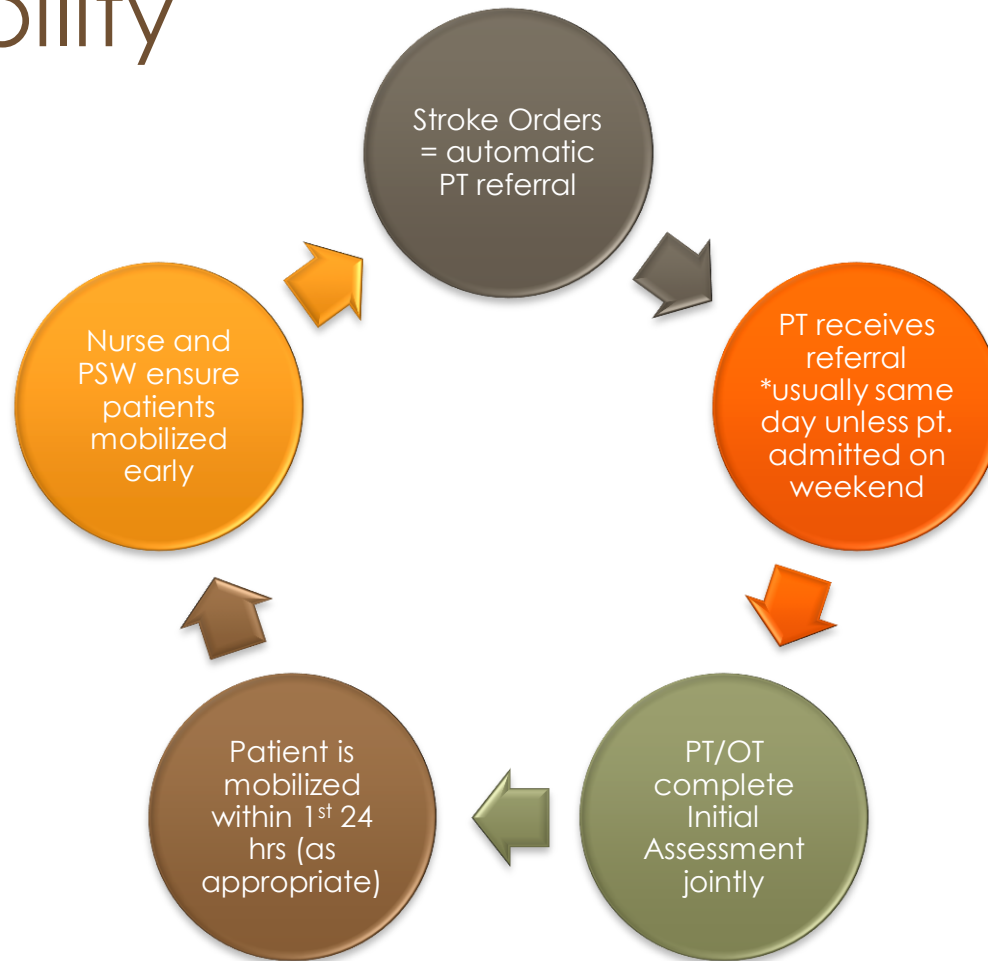 Stroke Orders
= automatic
PT referral
PT receives
referral
*usually same
day unless pt.
admitted on
weekend
PT/OT
complete
Initial
Assessment
jointly
Patient is
mobilized
within 1st 24
hrs (as
appropriate)
Nurse and
PSW ensure
patients
mobilized
early